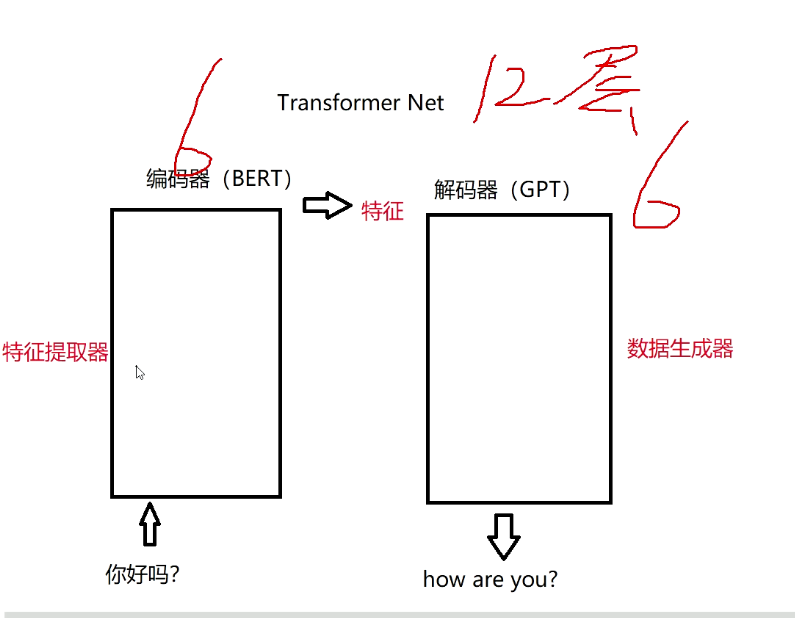 Transformer Net
12层
6
编码器（BERT）
特征
解码器（GPT）
6
特征提取器
数据生成器
你好吗?
how are you?